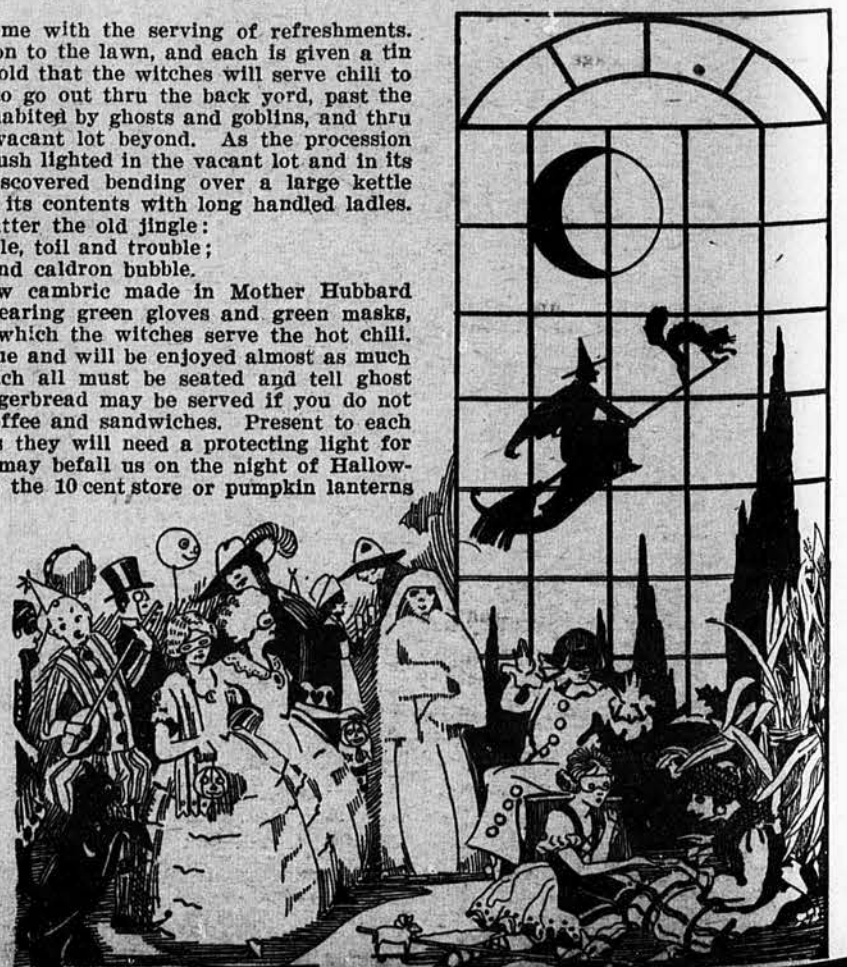 me with the serving of refreshments.
on to the lawn, and each is given a tin
old that the witches will serve chili to
o go out thru the back yord, past the
abited by ghosts and goblins, and thru
vacant lot beyond. As the procession
ush lighted in the vacant lot and in its
scovered bending over a large kettle
its contents with long handled ladles.
tter the old jingle:
le, toil and trouble;
nd caldron bubble.
w cambric made in Mother Hubbard
earing green gloves and green masks,
which the witches serve the hot chili.
ne and will be enjoyed almost as much
ch all must be seated and tell ghost
gerbread may be served if you do not
ffee and sandwiches. Present to each
s they will need a protecting light for
may befall us on the night of Hallow-
the 10 cent store or pumpkin lanterns